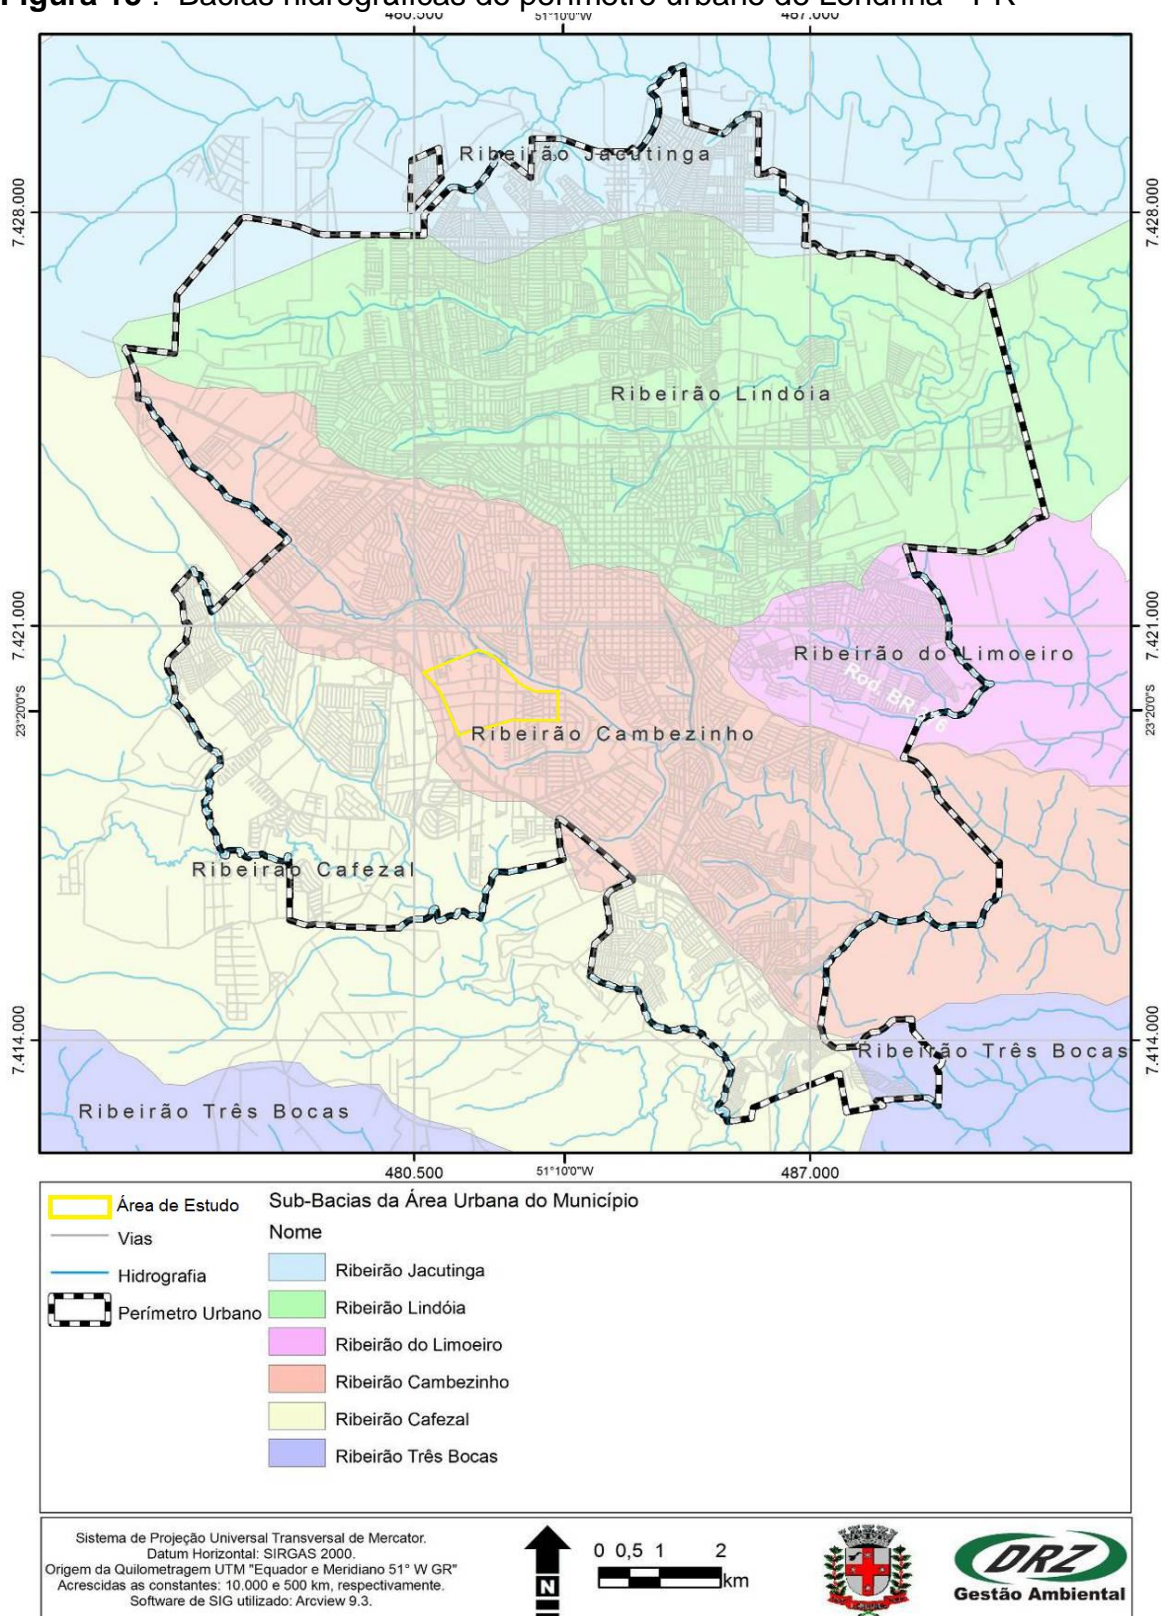 Figura 16 : Bacias hidrográficas do perímetro urbano de Londrina - PR
480.500 51°10'0"W 487.000
Ribeirão Jacutinga
7.428.000 7.428.000
Ribeirão Lindóia
7.421.000 7.421.000
Ribeirão do Limoeiro
Rod. BR
23°20'0"S 23°20'0"S
Ribeirão Cambezinho
Ribeirão Cafezal
7.414.000 7.414.000
Ribeirão Três Bocas
Ribeirão Três Bocas
480.500 51°10'0"W 487.000
Área de Estudo
Vias
Hidrografia
Perímetro Urbano
Sub-Bacias da Área Urbana do Município
Nome
Ribeirão Jacutinga
Ribeirão Lindóia
Ribeirão do Limoeiro
Ribeirão Cambezinho
Ribeirão Cafezal
Ribeirão Três Bocas
Sistema de Projeção Universal Transversal de Mercator.
Datum Horizontal: SIRGAS 2000.
Origem da Quilometragem UTM "Equador e Meridiano 51° W GR"
Acrescidas as constantes: 10.000 e 500 km, respectivamente.
Software de SIG utilizado: Arcview 9.3.
N
0 0,5 1 2
km
DRZ
Gestão Ambiental